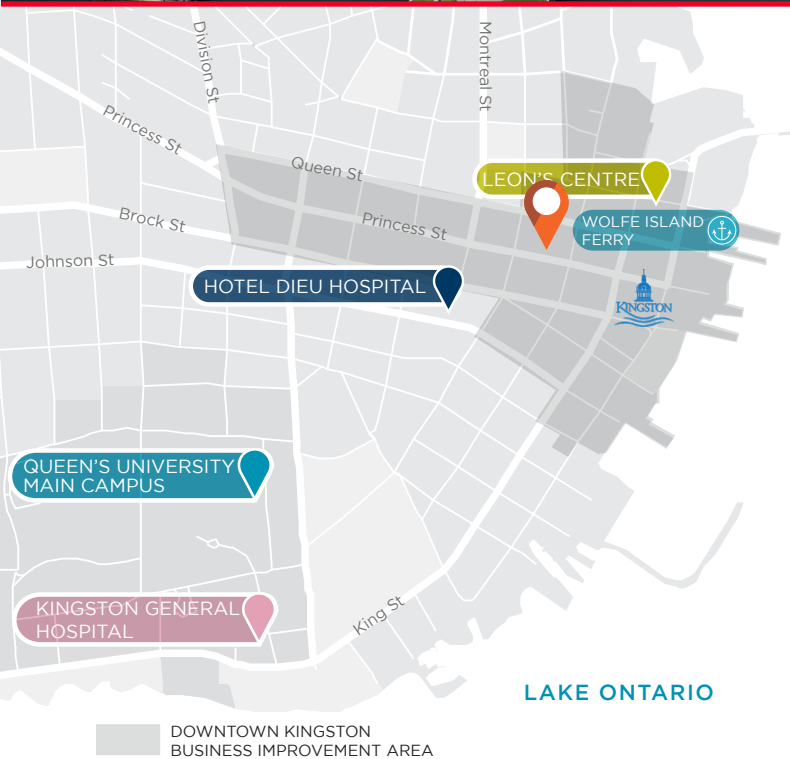 Division St
Montreal St
Princess St
Queen St
LEON'S CENTRE
Brock St
Princess St
WOLFE ISLAND
FERRY
Johnson St
HOTEL DIEU HOSPITAL
KINGSTON
QUEEN'S UNIVERSITY
MAIN CAMPUS
KINGSTON GENERAL
HOSPITAL
King St
LAKE ONTARIO
DOWNTOWN KINGSTON
BUSINESS IMPROVEMENT AREA